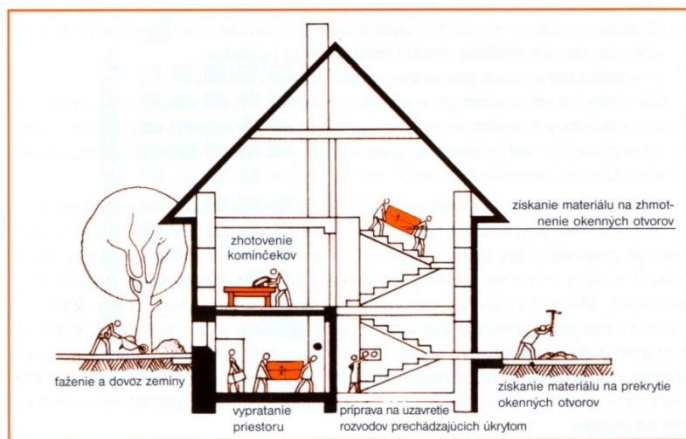 získanie materiálu na zhmot-
nenie okenných otvorov
zhotovenie
komínčekov
ťaženie a dovoz zeminy
vypratanie
priestoru
príprava na uzavretie
rozvodov prechádzajúcich úkrytom
získanie materiálu na prekrytie
okenných otvorov